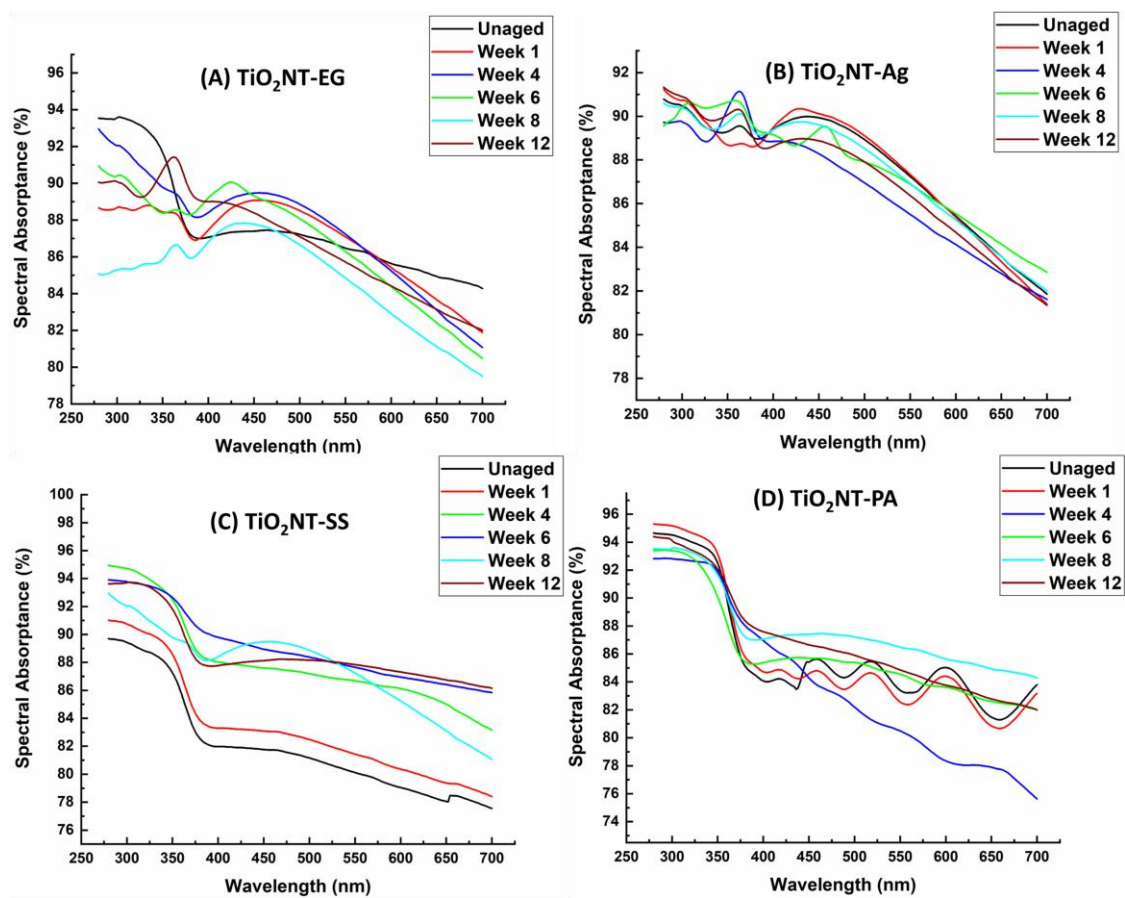 (A) TiO₂NT-EG
Unaged
Week 1
Week 4
Week 6
Week 8
Week 12
96
94
92
90
88
86
84
82
80
78
Spectral Absorptance (%)
250 300 350 400 450 500 550 600 650 700
Wavelength (nm)
(B) TiO₂NT-Ag
Unaged
Week 1
Week 4
Week 6
Week 8
Week 12
92
90
88
86
84
82
80
78
Spectral Absorptance (%)
250 300 350 400 450 500 550 600 650 700
Wavelength (nm)
(C) TiO₂NT-SS
Unaged
Week 1
Week 4
Week 6
Week 8
Week 12
100
98
96
94
92
90
88
86
84
82
80
78
76
Spectral Absorptance (%)
250 300 350 400 450 500 550 600 650 700
Wavelength (nm)
(D) TiO₂NT-PA
Unaged
Week 1
Week 4
Week 6
Week 8
Week 12
96
94
92
90
88
86
84
82
80
78
76
74
72
Spectral Absorptance (%)
250 300 350 400 450 500 550 600 650 700
Wavelength (nm)